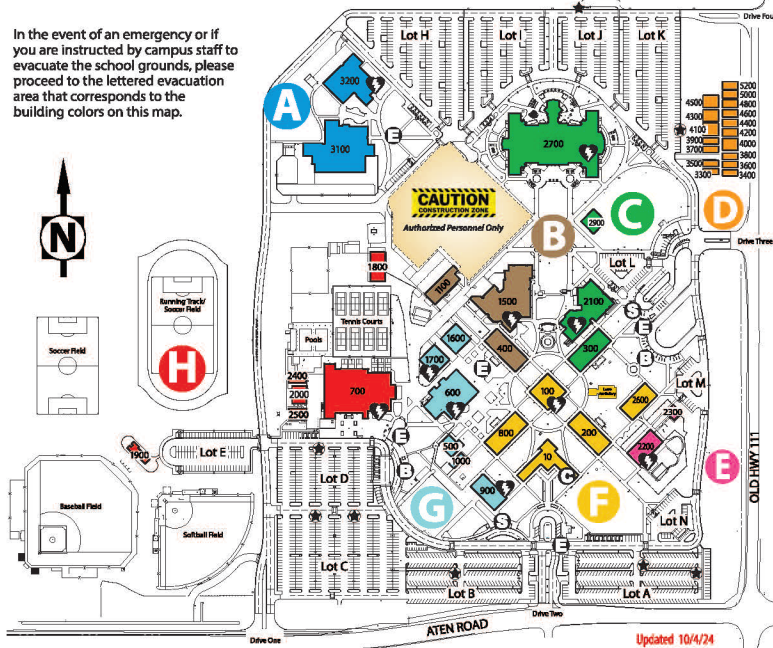 In the event of an emergency or if
you are instructed by campus staff to
evacuate the school grounds, please
proceed to the lettered evacuation
area that corresponds to the
building colors on this map.
Drive Four
Lot H
Lot I
Lot J
Lot K
3200
A
E
3100
2700
5200
5000
4500
4800
4300
4600
4400
4100
4200
3900
4000
3700
3800
3500
3600
3300
3400
N
CAUTION
CONSTRUCTION ZONE
Authorized Personnel Only
B
C
2900
D
Drive Three
1800
1100
Lot L
Running Track/
Soccer Field
1500
2100
S
E
Tennis Courts
Soccer Field
Pools
1600
400
300
B
H
1700
E
Lot M
2400
2000
2500
700
600
100
2600
2300
1900
Lot E
E
500
1000
800
200
2200
10
B
C
E
OLD HWY 111
Lot D
900
G
F
Baseball Field
Softball Field
S
Lot N
E
Lot C
Lot B
Lot A
Drive One
ATEN ROAD
Drive Two
Updated 10/4/24